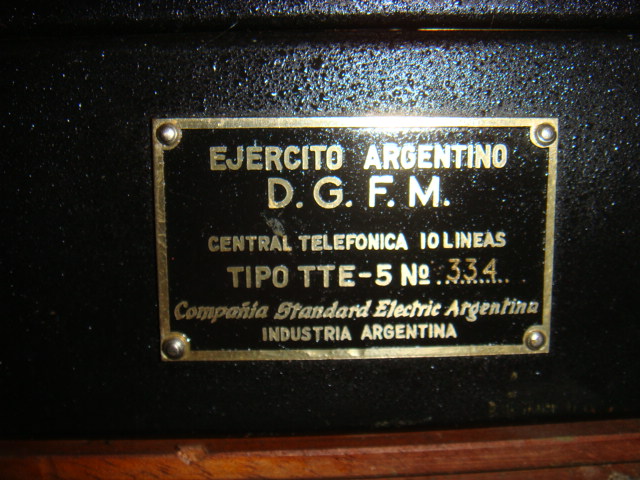 EJERCITO ARGENTINO
D. G. F. M.
CENTRAL TELEFONICA 10 LINEAS
TIPO TTE-5 Nº 334
Compañia Standard Electric Argentina
INDUSTRIA ARGENTINA